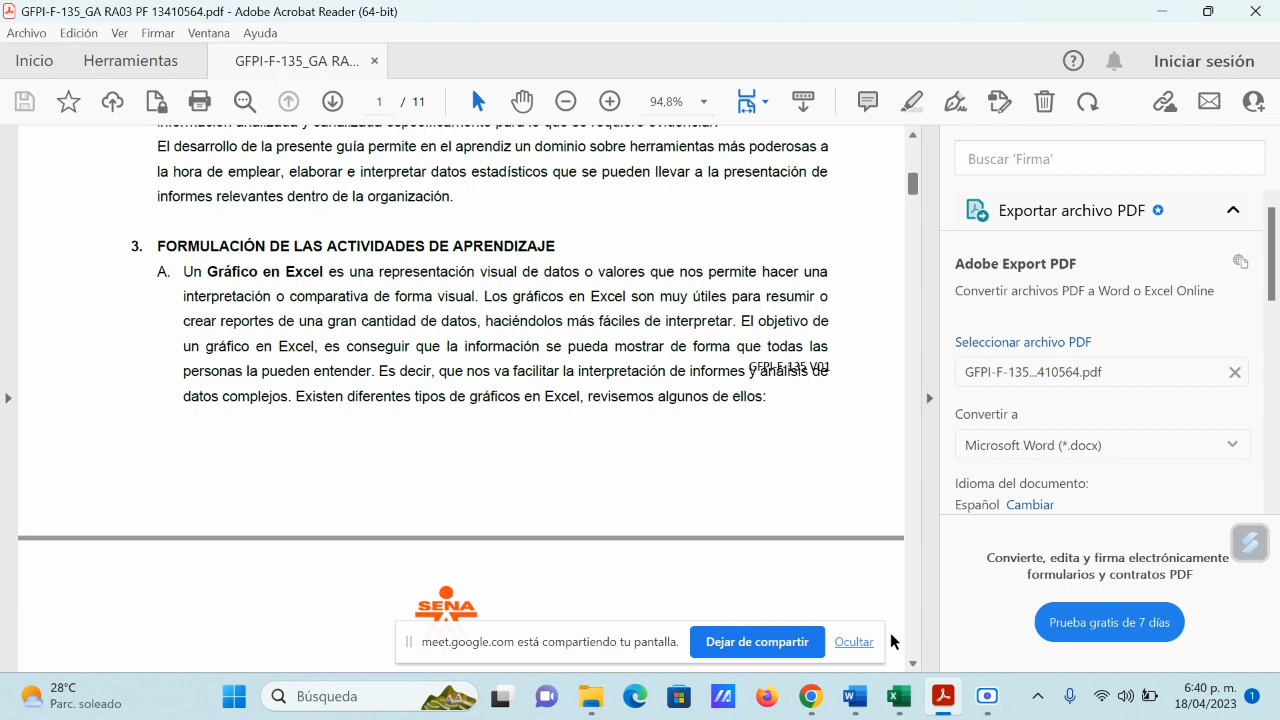 GFPI-F-135_GA RA03 PF 13410564.pdf - Adobe Acrobat Reader (64-bit)
Archivo Edición Ver Firmar Ventana Ayuda
Inicio Herramientas GFPI-F-135_GA RA... × Iniciar sesión
1 / 11 94,8%
El desarrollo de la presente guía permite en el aprendiz un dominio sobre herramientas más poderosas a
la hora de emplear, elaborar e interpretar datos estadísticos que se pueden llevar a la presentación de
informes relevantes dentro de la organización.
3. FORMULACIÓN DE LAS ACTIVIDADES DE APRENDIZAJE
A. Un Gráfico en Excel es una representación visual de datos o valores que nos permite hacer una
interpretación o comparativa de forma visual. Los gráficos en Excel son muy útiles para resumir o
crear reportes de una gran cantidad de datos, haciéndolos más fáciles de interpretar. El objetivo de
un gráfico en Excel, es conseguir que la información se pueda mostrar de forma que todas las
GFPI-F-135 V01
personas la pueden entender. Es decir, que nos va facilitar la interpretación de informes y análisis de
datos complejos. Existen diferentes tipos de gráficos en Excel, revisemos algunos de ellos:
SENA
Buscar 'Firma'
Exportar archivo PDF
Adobe Export PDF
Convertir archivos PDF a Word o Excel Online
Seleccionar archivo PDF
GFPI-F-135...410564.pdf
Convertir a
Microsoft Word (*.docx)
Idioma del documento:
Español Cambiar
Convierte, edita y firma electrónicamente
formularios y contratos PDF
Prueba gratis de 7 días
meet.google.com está compartiendo tu pantalla. Dejar de compartir Ocultar
28°C
Parc. soleado
Búsqueda
6:40 p. m.
18/04/2023
1